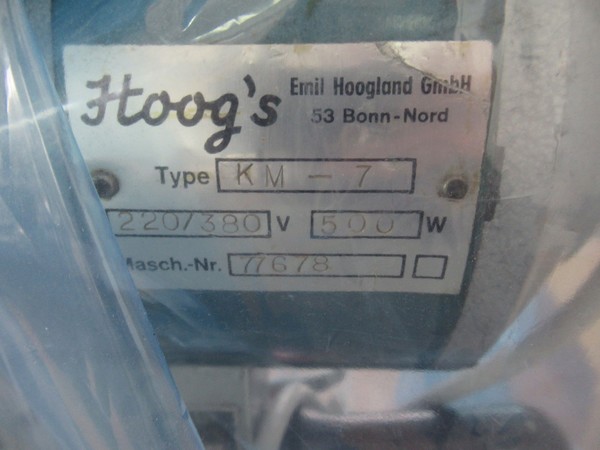 Hoog's
Emil Hoogland GmbH
53 Bonn-Nord
Type KM - 7
220/380 V 500 W
Masch.-Nr. 77678